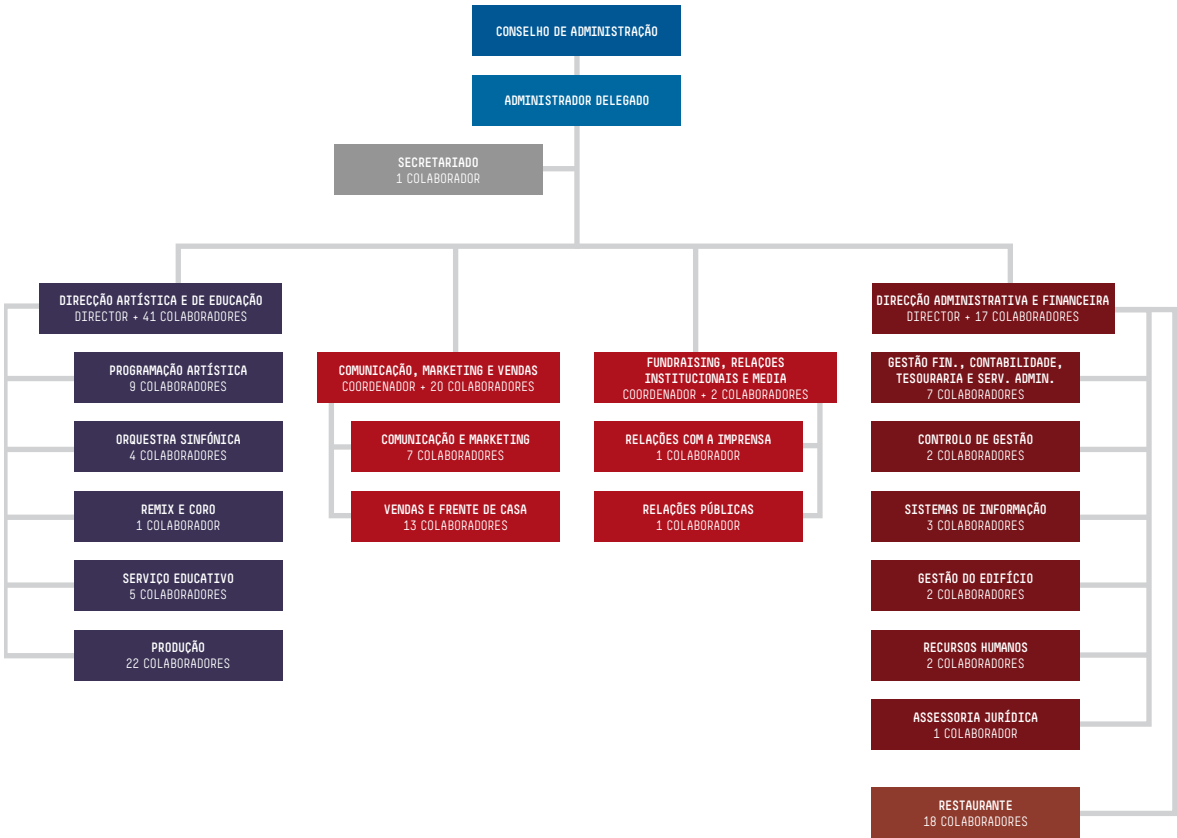 CONSELHO DE ADMINISTRAÇÃO
ADMINISTRADOR DELEGADO
SECRETARIADO
1 COLABORADOR
DIRECÇÃO ARTÍSTICA E DE EDUCAÇÃO
DIRECTOR + 41 COLABORADORES
PROGRAMAÇÃO ARTÍSTICA
9 COLABORADORES
ORQUESTRA SINFÓNICA
4 COLABORADORES
REMIX E CORO
1 COLABORADOR
SERVIÇO EDUCATIVO
5 COLABORADORES
PRODUÇÃO
22 COLABORADORES
COMUNICAÇÃO, MARKETING E VENDAS
COORDENADOR + 20 COLABORADORES
COMUNICAÇÃO E MARKETING
7 COLABORADORES
VENDAS E FRENTE DE CASA
13 COLABORADORES
FUNDRAISING, RELAÇOES
INSTITUCIONAIS E MEDIA
COORDENADOR + 2 COLABORADORES
RELAÇÕES COM A IMPRENSA
1 COLABORADOR
RELAÇÕES PÚBLICAS
1 COLABORADOR
DIRECÇÃO ADMINISTRATIVA E FINANCEIRA
DIRECTOR + 17 COLABORADORES
GESTÃO FIN., CONTABILIDADE,
TESOURARIA E SERV. ADMIN.
7 COLABORADORES
CONTROLO DE GESTÃO
2 COLABORADORES
SISTEMAS DE INFORMAÇÃO
3 COLABORADORES
GESTÃO DO EDIFÍCIO
2 COLABORADORES
RECURSOS HUMANOS
2 COLABORADORES
ASSESSORIA JURÍDICA
1 COLABORADOR
RESTAURANTE
18 COLABORADORES